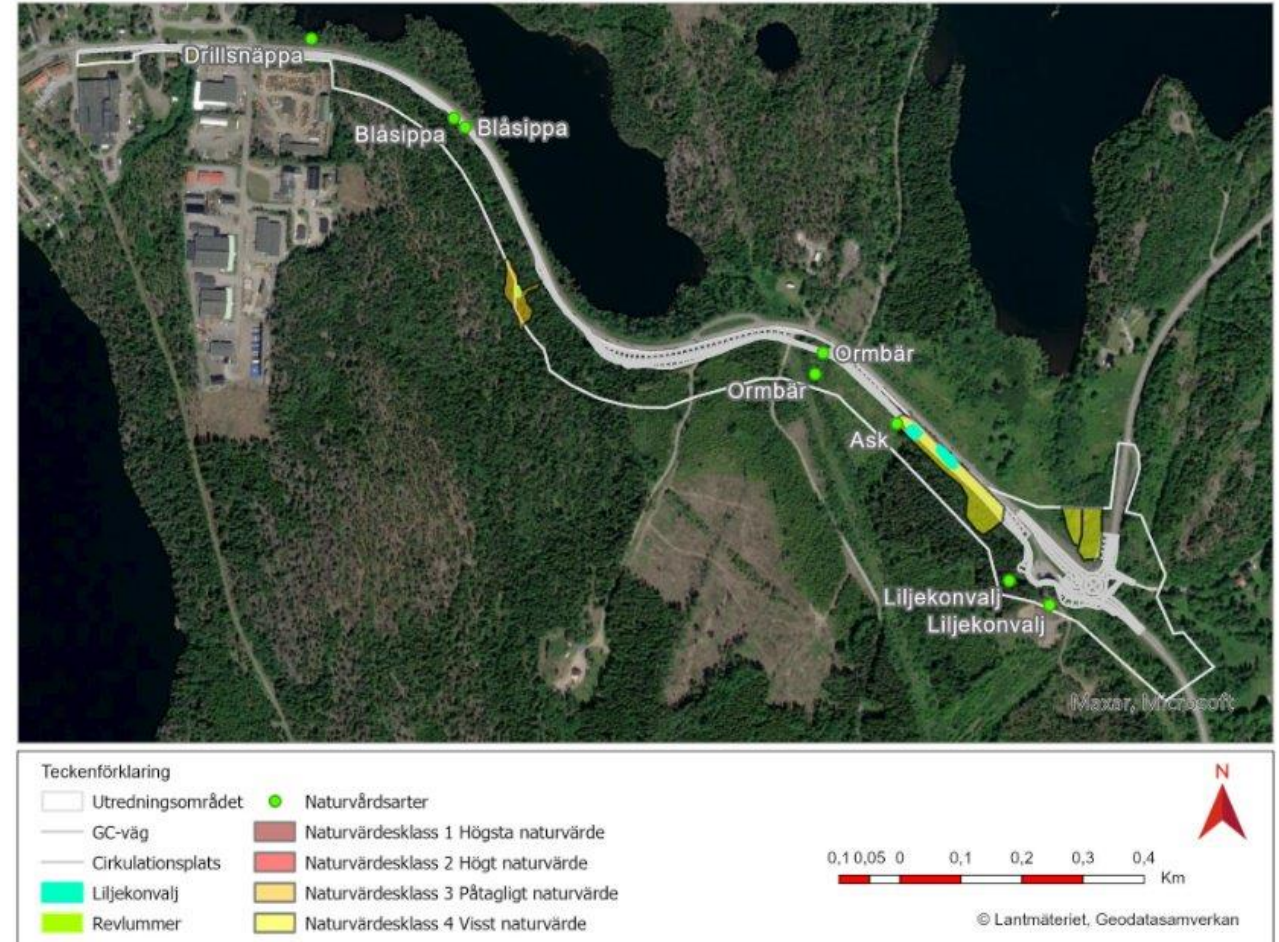 Drillsnäppa
Blåsippa
Blåsippa
Ormbär
Ormbär
Ask
Liljekonvalj
Liljekonvalj
Maxar, Microsoft
Teckenförklaring
Utredningsområdet
GC-väg
Cirkulationsplats
Liljekonvalj
Revlummer
Naturvårdsarter
Naturvärdesklass 1 Högsta naturvärde
Naturvärdesklass 2 Högt naturvärde
Naturvärdesklass 3 Påtagligt naturvärde
Naturvärdesklass 4 Visst naturvärde
N
0,1 0,05 0 0,1 0,2 0,3 0,4
Km
© Lantmäteriet, Geodatasamverkan